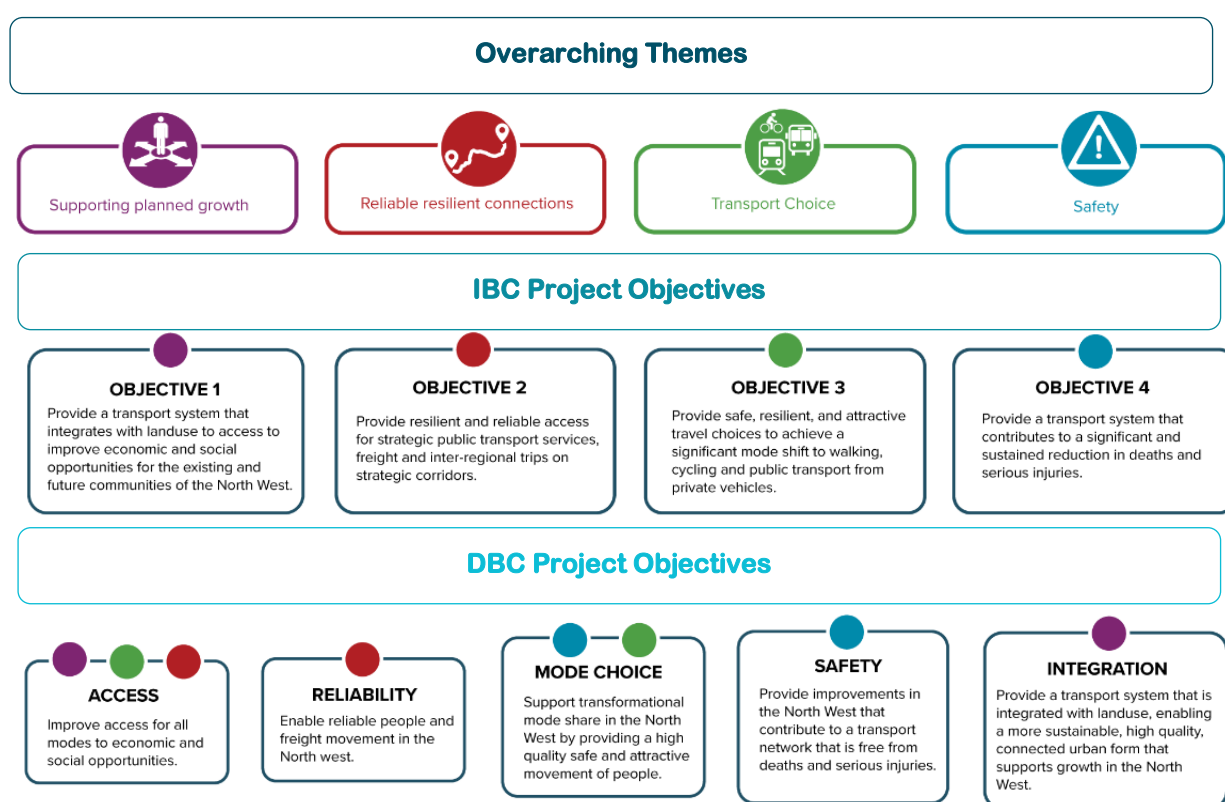 Overarching Themes
Supporting planned growth
Reliable resilient connections
Transport Choice
Safety
IBC Project Objectives
OBJECTIVE 1
Provide a transport system that
integrates with landuse to access to
improve economic and social
opportunities for the existing and
future communities of the North West.
OBJECTIVE 2
Provide resilient and reliable access
for strategic public transport services,
freight and inter-regional trips on
strategic corridors.
OBJECTIVE 3
Provide safe, resilient, and attractive
travel choices to achieve a
significant mode shift to walking,
cycling and public transport from
private vehicles.
OBJECTIVE 4
Provide a transport system that
contributes to a significant and
sustained reduction in deaths and
serious injuries.
DBC Project Objectives
ACCESS
Improve access for all
modes to economic and
social opportunities.
RELIABILITY
Enable reliable people and
freight movement in the
North west.
MODE CHOICE
Support transformational
mode share in the North
West by providing a high
quality safe and attractive
movement of people.
SAFETY
Provide improvements in
the North West that
contribute to a transport
network that is free from
deaths and serious injuries.
INTEGRATION
Provide a transport system that is
integrated with landuse, enabling
a more sustainable, high quality,
connected urban form that
supports growth in the North
West.